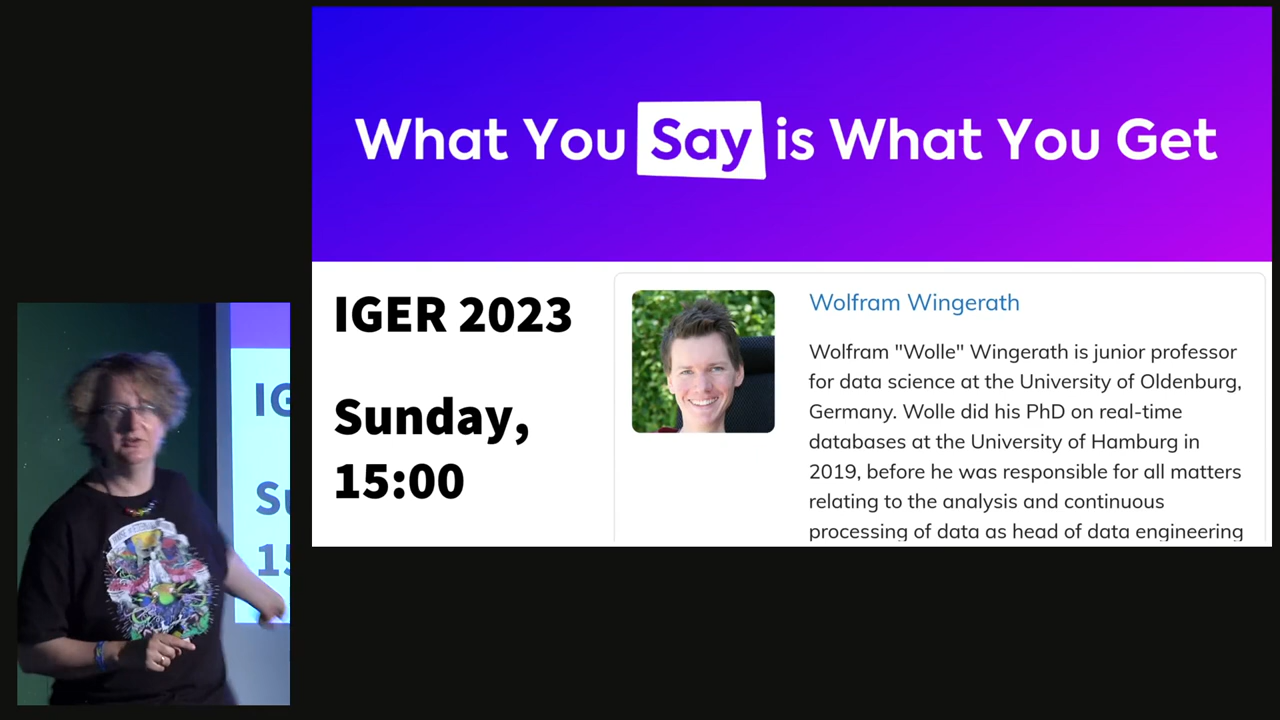 What You Say is What You Get
IGER 2023
Sunday,
15:00
Wolfram Wingerath
Wolfram "Wolle" Wingerath is junior professor
for data science at the University of Oldenburg,
Germany. Wolle did his PhD on real-time
databases at the University of Hamburg in
2019, before he was responsible for all matters
relating to the analysis and continuous
processing of data as head of data engineering
IG
Su
15